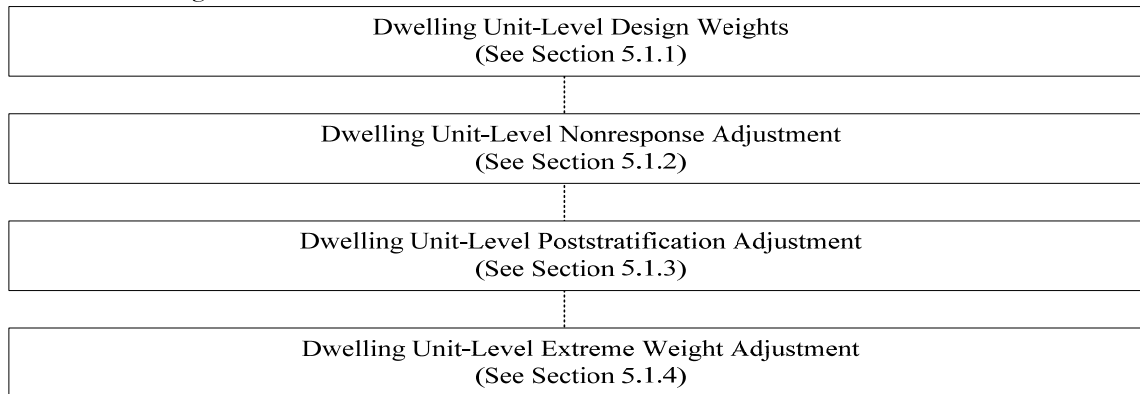 Dwelling Unit-Level Design Weights
(See Section 5.1.1)
Dwelling Unit-Level Nonresponse Adjustment
(See Section 5.1.2)
Dwelling Unit-Level Poststratification Adjustment
(See Section 5.1.3)
Dwelling Unit-Level Extreme Weight Adjustment
(See Section 5.1.4)